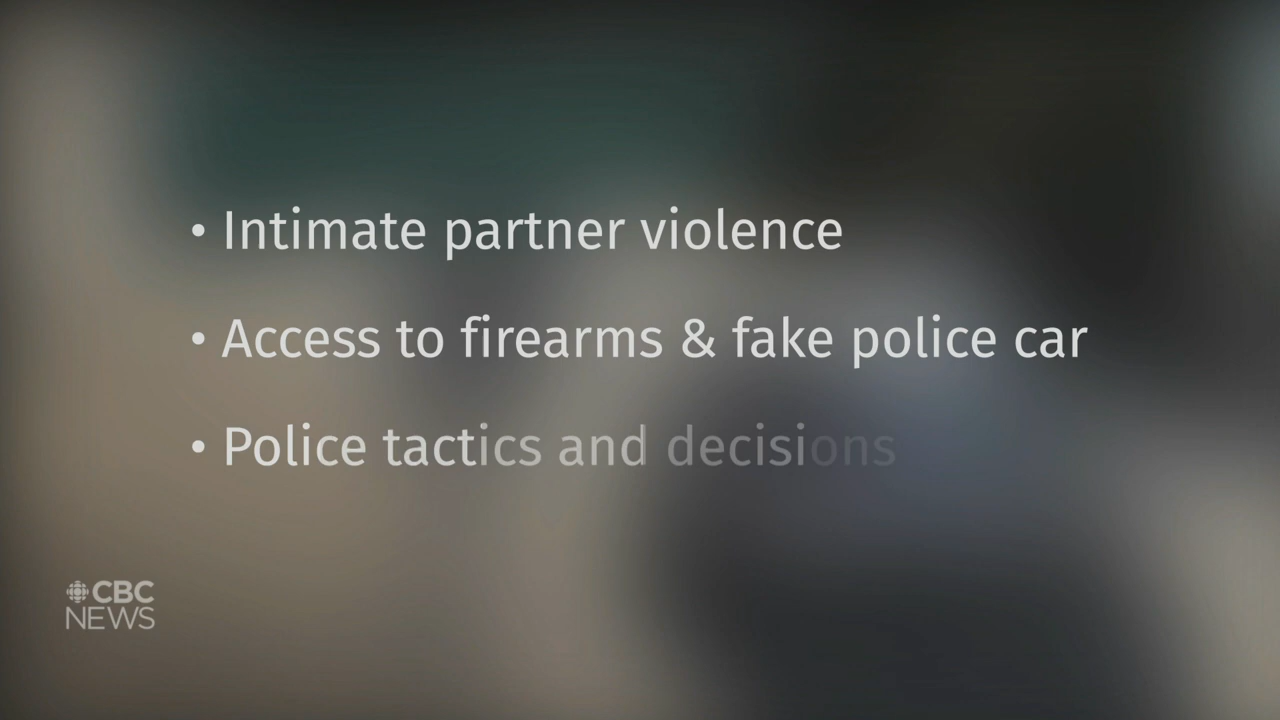 • Intimate partner violence
• Access to firearms & fake police car
• Police tactics and decisions
CBC
NEWS